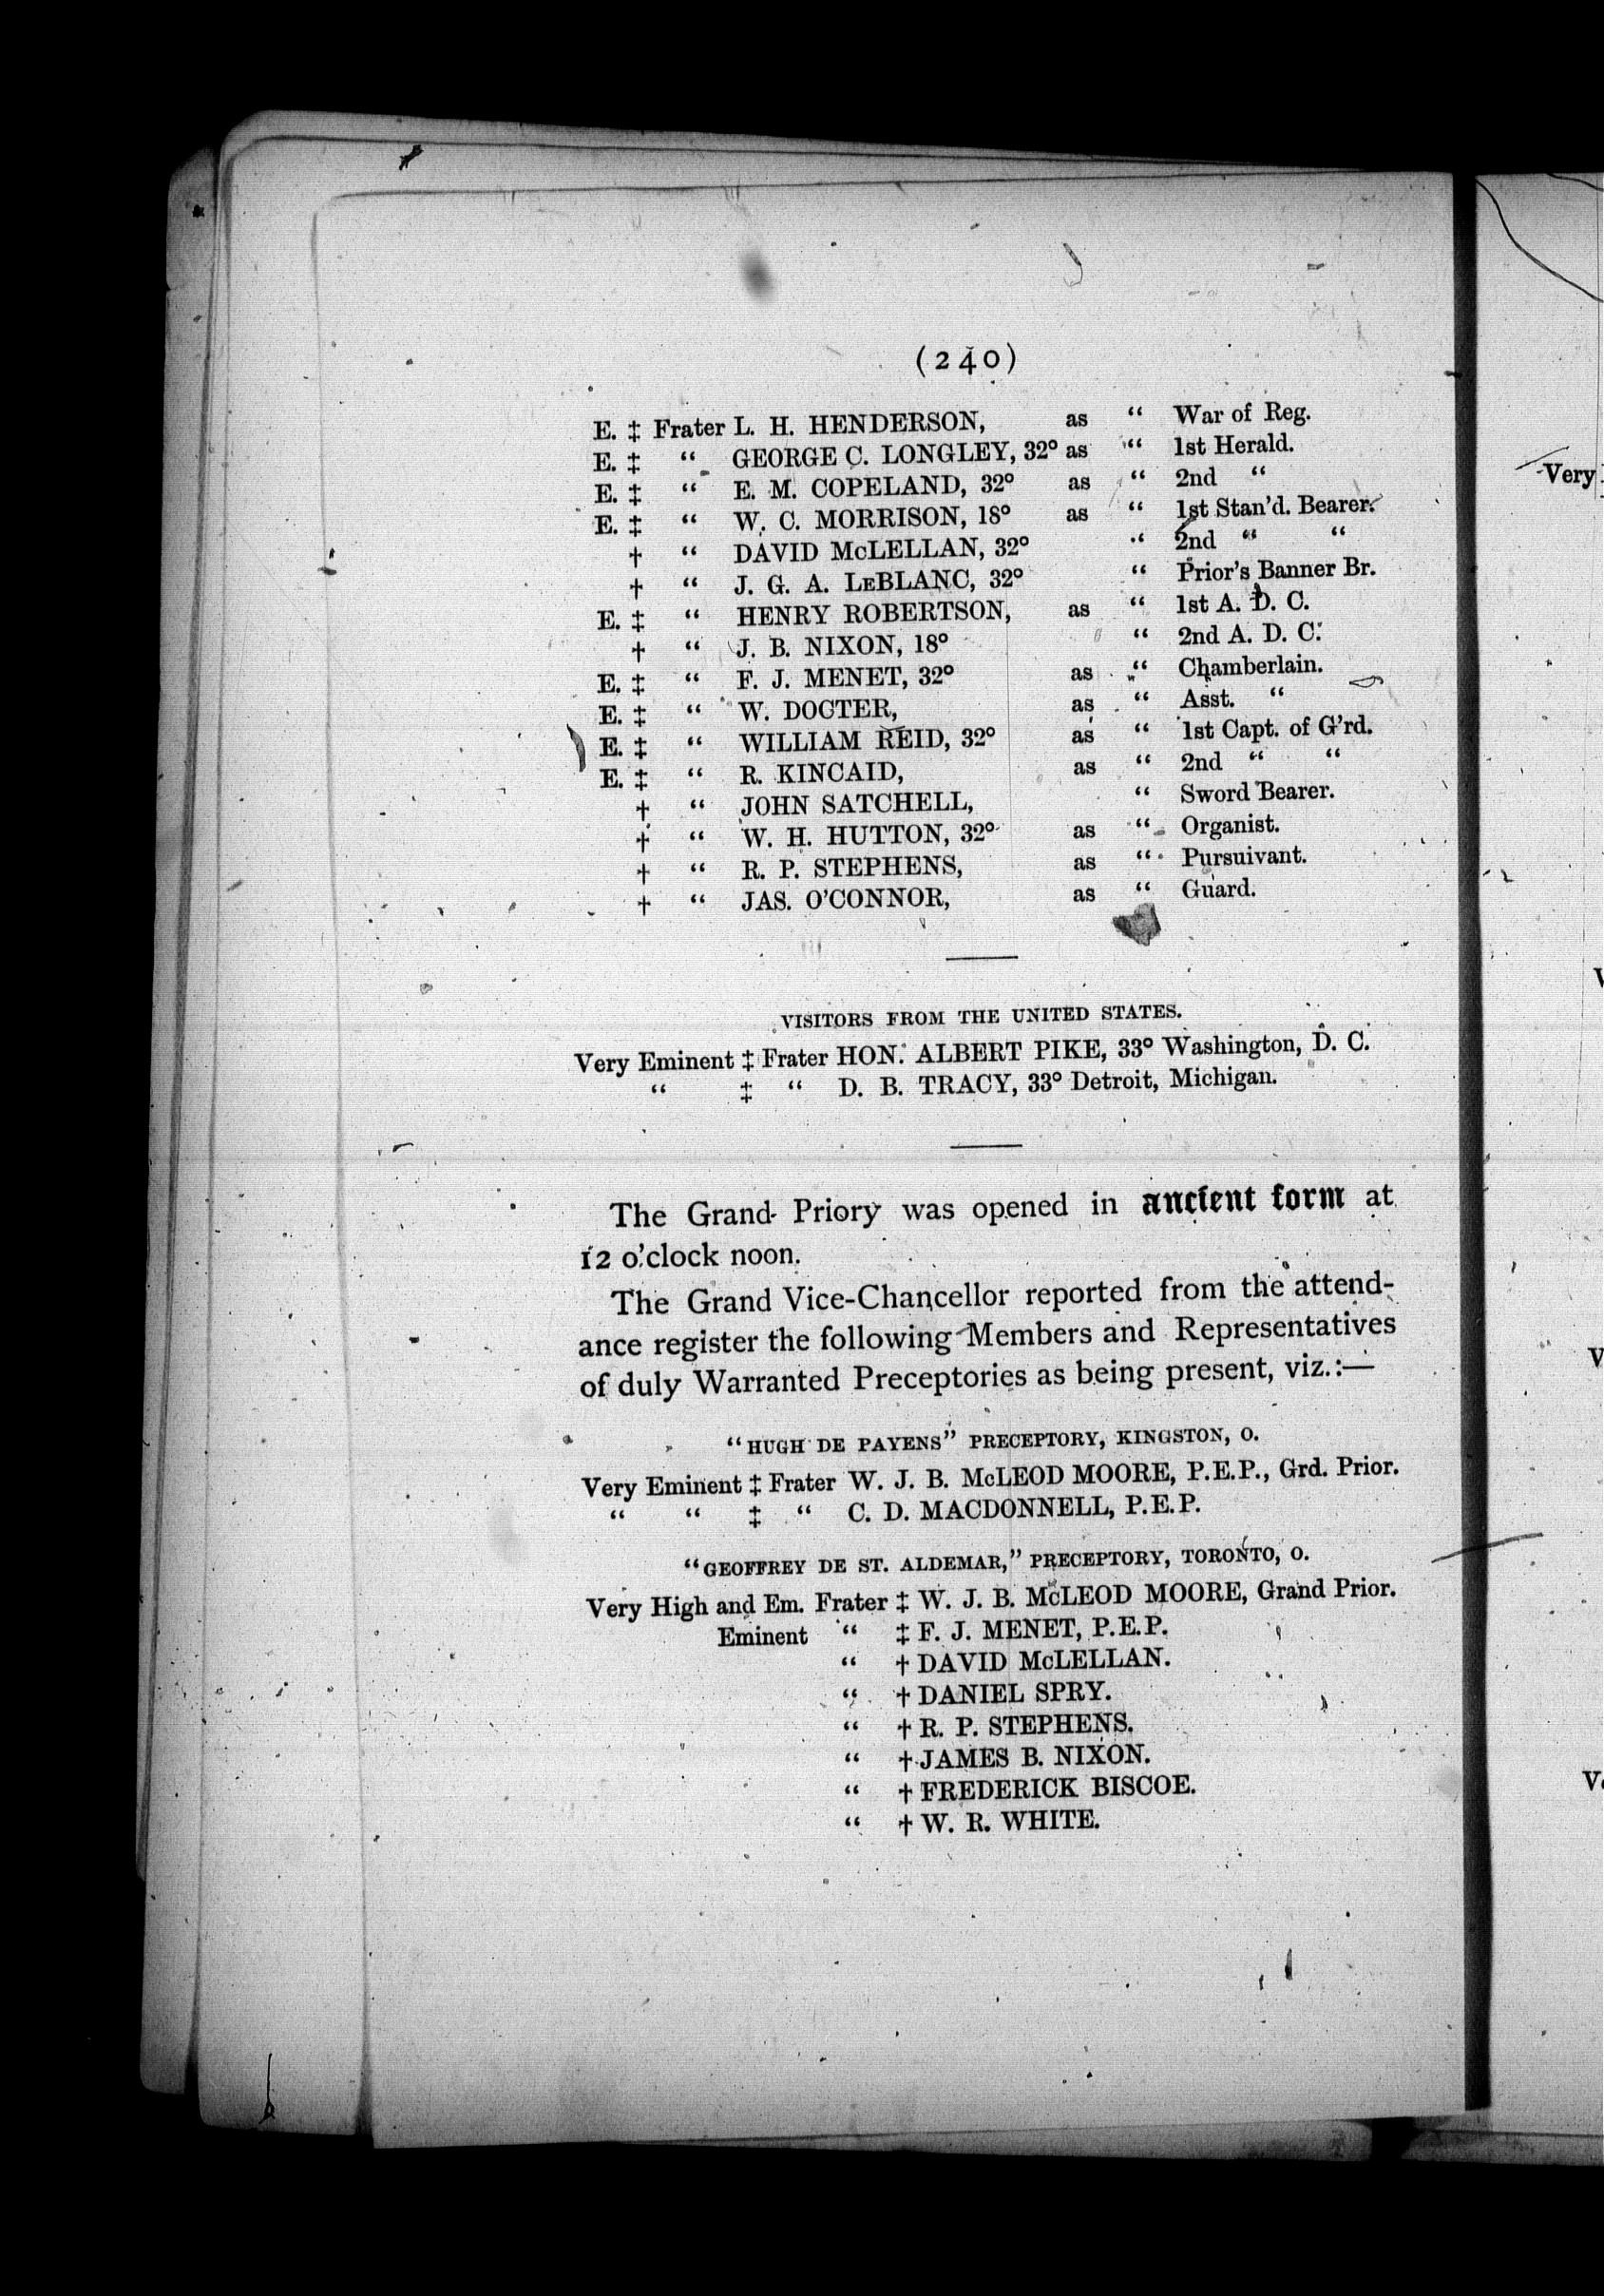 (240)
E. ‡ Frater L. H. HENDERSON, as “ War of Reg.
E. ‡ “ GEORGE C. LONGLEY, 32° as “ 1st Herald.
E. ‡ “ E. M. COPELAND, 32° as “ 2nd “
E. ‡ “ W. C. MORRISON, 18° as “ 1st Stan’d. Bearer.
† “ DAVID McLELLAN, 32° “ 2nd “ “
† “ J. G. A. LEBLANC, 32° “ Prior’s Banner Br.
E. ‡ “ HENRY ROBERTSON, as “ 1st A. D. C.
† “ J. B. NIXON, 18° “ 2nd A. D. C.
E. ‡ “ F. J. MENET, 32° as “ Chamberlain.
E. ‡ “ W. DOCTER, as “ Asst. “
E. ‡ “ WILLIAM REID, 32° as “ 1st Capt. of G’rd.
E. ‡ “ R. KINCAID, as “ 2nd “ “
† “ JOHN SATCHELL, “ Sword Bearer.
† “ W. H. HUTTON, 32° as “ Organist.
† “ R. P. STEPHENS, as “ Pursuivant.
† “ JAS. O’CONNOR, as “ Guard.
VISITORS FROM THE UNITED STATES.
Very Eminent ‡ Frater HON. ALBERT PIKE, 33° Washington, D. C.
“ ‡ “ D. B. TRACY, 33° Detroit, Michigan.
The Grand Priory was opened in ancient form at
12 o’clock noon.
The Grand Vice-Chancellor reported from the attend-
ance register the following Members and Representatives
of duly Warranted Preceptories as being present, viz.:—
“HUGH DE PAYENS” PRECEPTORY, KINGSTON, O.
Very Eminent ‡ Frater W. J. B. McLEOD MOORE, P.E.P., Grd. Prior.
“ “ ‡ “ C. D. MACDONNELL, P.E.P.
“GEOFFREY DE ST. ALDEMAR,” PRECEPTORY, TORONTO, O.
Very High and Em. Frater ‡ W. J. B. McLEOD MOORE, Grand Prior.
Eminent “ ‡ F. J. MENET, P.E.P.
“ † DAVID McLELLAN.
“ † DANIEL SPRY.
“ † R. P. STEPHENS.
“ † JAMES B. NIXON.
“ † FREDERICK BISCOE.
“ † W. R. WHITE.
Very